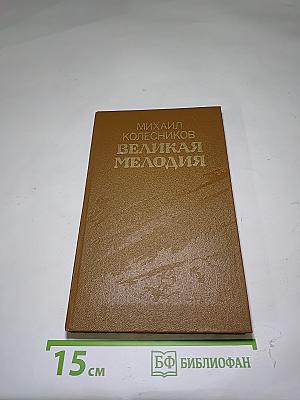 МИХАИЛ
КОЛЕСНИКОВ
ВЕЛИКАЯ
МЕЛОДИЯ
15 см
БФ БИБЛИОФАН